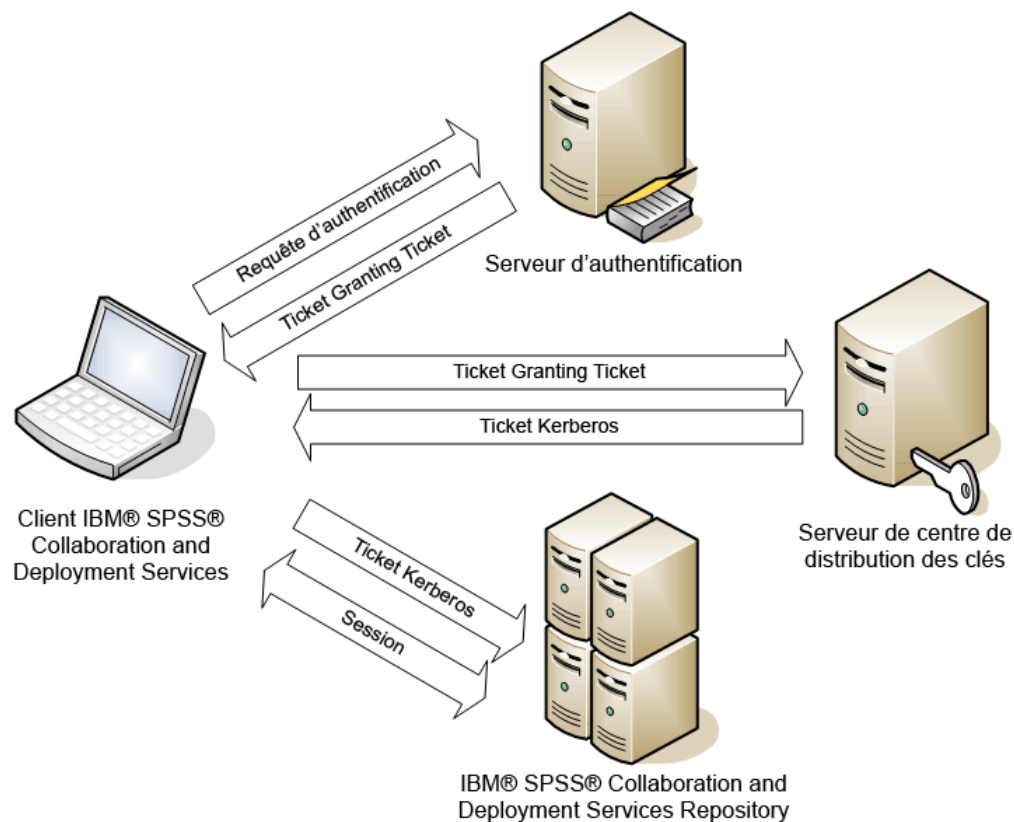 Requête d'authentification
Ticket Granting Ticket
Serveur d'authentification
Ticket Granting Ticket
Ticket Kerberos
Client IBM® SPSS®
Collaboration and
Deployment Services
Serveur de centre de
distribution des clés
Ticket Kerberos
Session
IBM® SPSS® Collaboration and
Deployment Services Repository